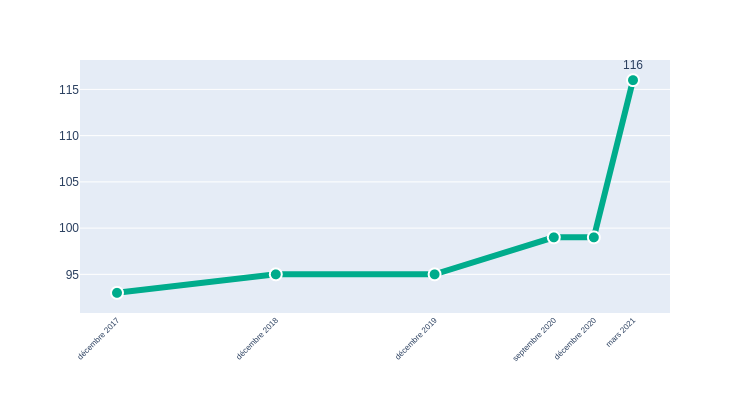 116
115
110
105
100
95
décembre 2017
décembre 2018
décembre 2019
septembre 2020
décembre 2020
mars 2021